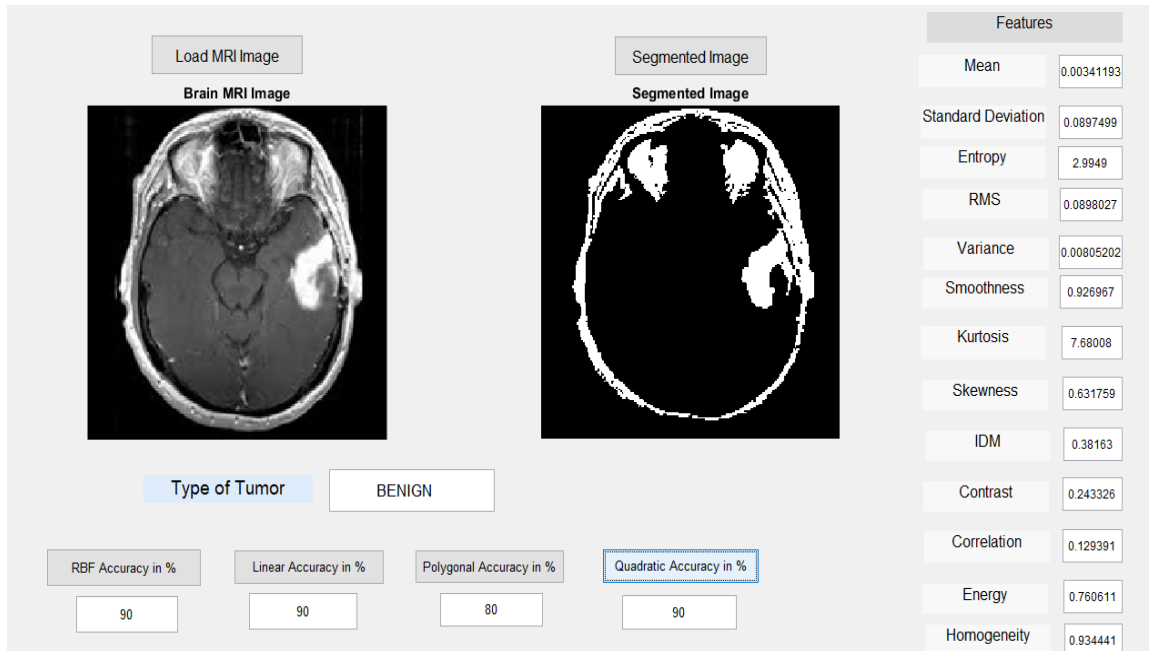 Load MRI Image
Brain MRI Image
Segmented Image
Segmented Image
Type of Tumor
BENIGN
RBF Accuracy in %
90
Linear Accuracy in %
90
Polygonal Accuracy in %
80
Quadratic Accuracy in %
90
Features
Mean 0.00341193
Standard Deviation 0.0897499
Entropy 2.9949
RMS 0.0898027
Variance 0.00805202
Smoothness 0.926967
Kurtosis 7.68008
Skewness 0.631759
IDM 0.38163
Contrast 0.243326
Correlation 0.129391
Energy 0.760611
Homogeneity 0.934441